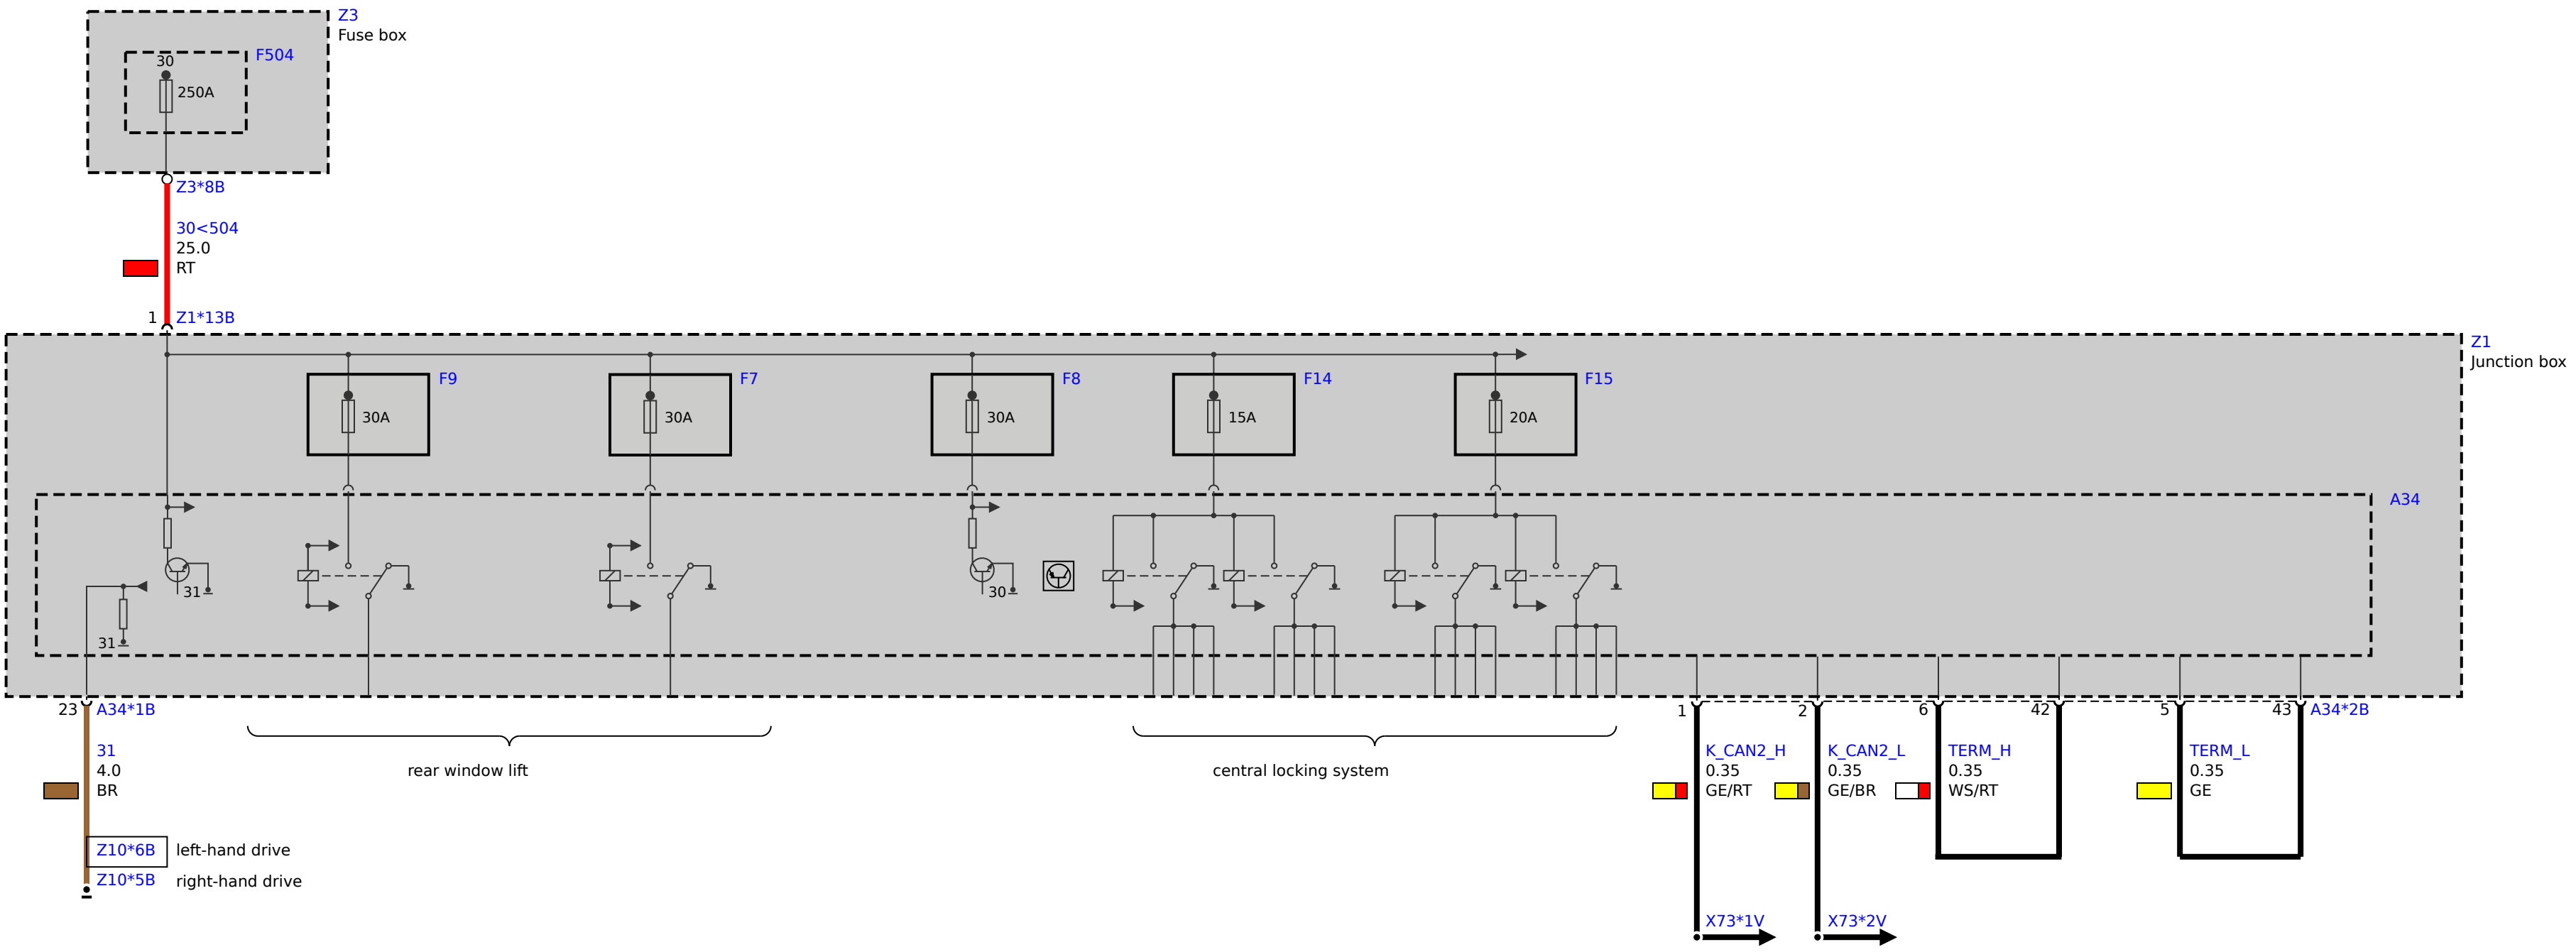 Z3
Fuse box
F504
30
250A
Z3*8B
30<504
25.0
RT
1 Z1*13B
Z1
Junction box
F9
F7
F8
F14
F15
30A
30A
30A
15A
20A
A34
31
30
31
23 A34*1B
1
2
6
42
5
43 A34*2B
31
4.0
BR
rear window lift
central locking system
K_CAN2_H
0.35
GE/RT
K_CAN2_L
0.35
GE/BR
TERM_H
0.35
WS/RT
TERM_L
0.35
GE
Z10*6B left-hand drive
Z10*5B right-hand drive
X73*1V
X73*2V